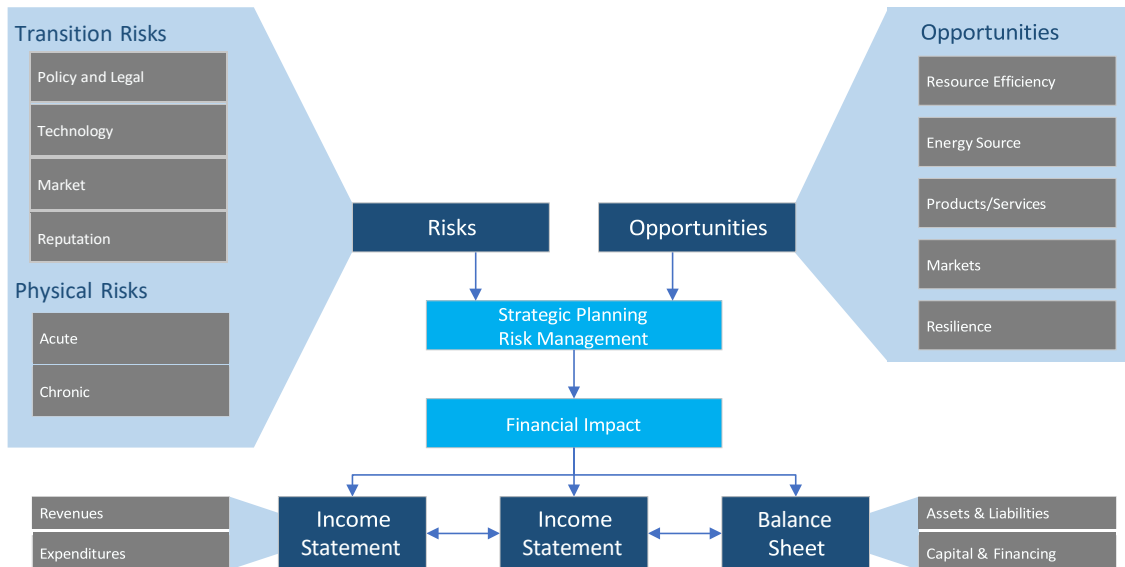 Transition Risks
Policy and Legal
Technology
Market
Reputation
Physical Risks
Acute
Chronic
Opportunities
Resource Efficiency
Energy Source
Products/Services
Markets
Resilience
Risks
Opportunities
Strategic Planning
Risk Management
Financial Impact
Revenues
Expenditures
Income
Statement
Income
Statement
Balance
Sheet
Assets & Liabilities
Capital & Financing